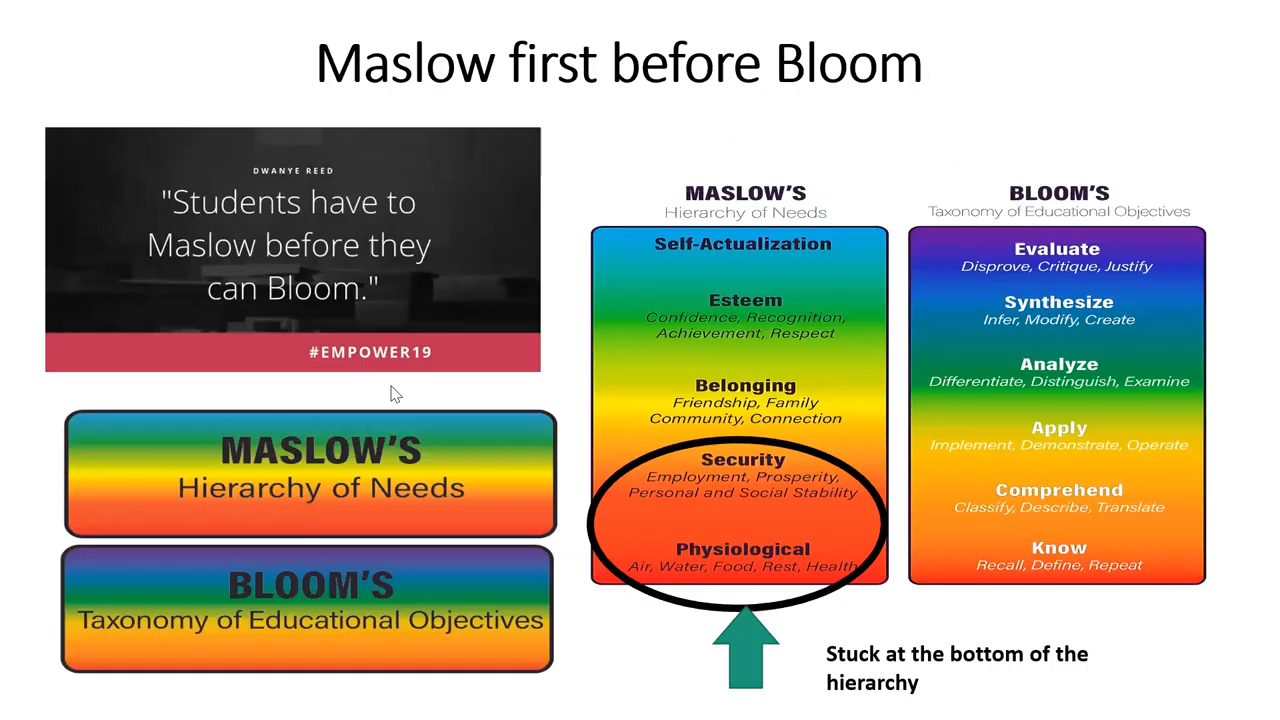 Maslow first before Bloom
DWANYE REED
"Students have to
Maslow before they
can Bloom."
#EMPOWER19
MASLOW'S
Hierarchy of Needs
BLOOM'S
Taxonomy of Educational Objectives
MASLOW'S
Hierarchy of Needs
Self-Actualization
Esteem
Confidence, Recognition,
Achievement, Respect
Belonging
Friendship, Family
Community, Connection
Security
Employment, Prosperity,
Personal and Social Stability
Physiological
Air, Water, Food, Rest, Health
BLOOM'S
Taxonomy of Educational Objectives
Evaluate
Disprove, Critique, Justify
Synthesize
Infer, Modify, Create
Analyze
Differentiate, Distinguish, Examine
Apply
Implement, Demonstrate, Operate
Comprehend
Classify, Describe, Translate
Know
Recall, Define, Repeat
Stuck at the bottom of the
hierarchy